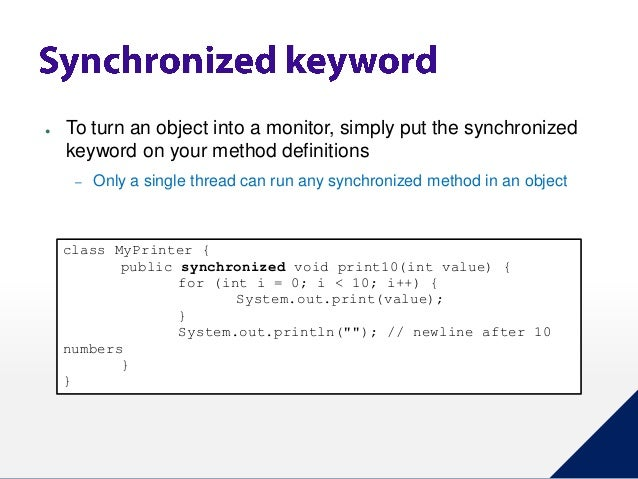 Synchronized keyword
● To turn an object into a monitor, simply put the synchronized
keyword on your method definitions
– Only a single thread can run any synchronized method in an object
class MyPrinter {
public synchronized void print10(int value) {
for (int i = 0; i < 10; i++) {
System.out.print(value);
}
System.out.println(""); // newline after 10
numbers
}
}